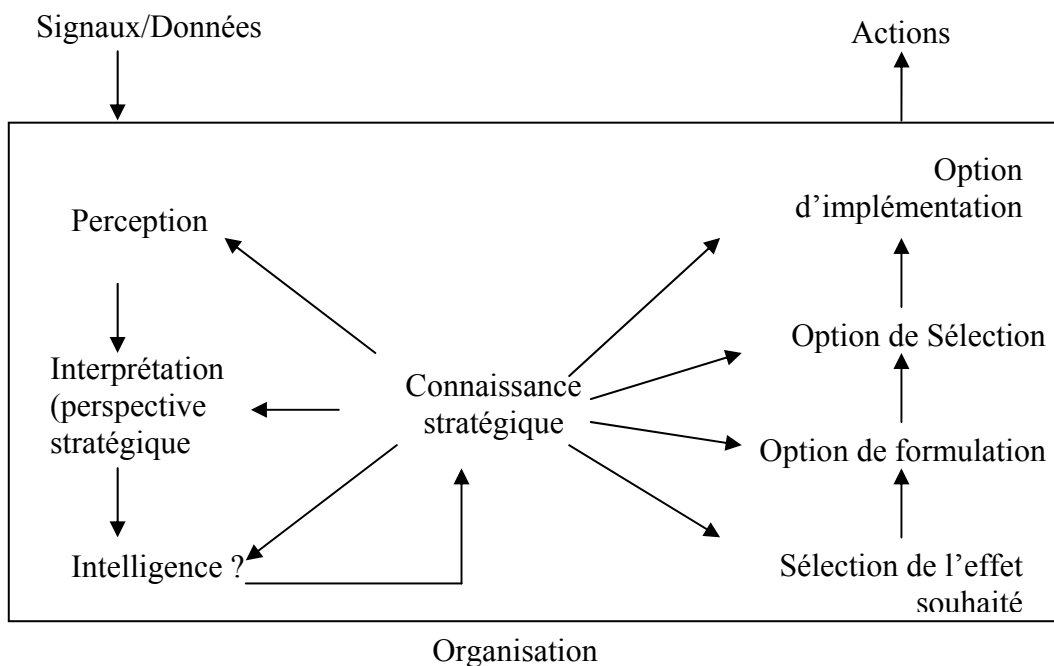 Signaux/Données
Actions
Option
d’implémentation
Perception
Option de Sélection
Interprétation
(perspective
stratégique
Connaissance
stratégique
Option de formulation
Intelligence ?
Sélection de l’effet
souhaité
Organisation